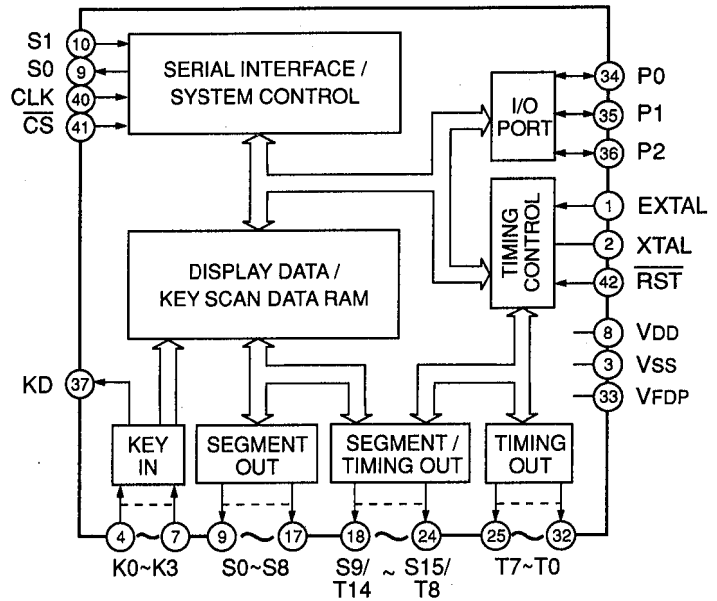 S1 10
S0 9
CLK 40
CS 41
SERIAL INTERFACE /
SYSTEM CONTROL
I/O
PORT
34 P0
35 P1
36 P2
TIMING
CONTROL
1 EXTAL
2 XTAL
42 RST
DISPLAY DATA /
KEY SCAN DATA RAM
8 VDD
3 VSS
33 VFDP
KD 37
KEY
IN
SEGMENT
OUT
SEGMENT /
TIMING OUT
TIMING
OUT
4 ~ 7
9 ~ 17
18 ~ 24
25 ~ 32
K0~K3
S0~S8
S9/ ~ S15/
T14 T8
T7~T0